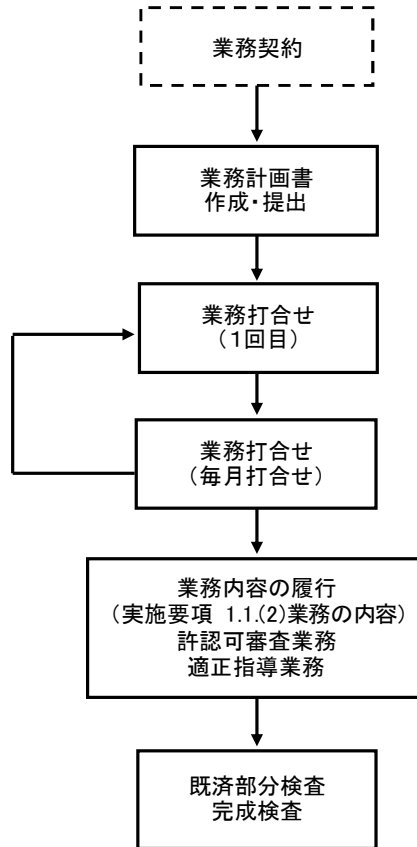 業務契約
業務計画書
作成・提出
業務打合せ
（1回目）
業務打合せ
（毎月打合せ）
業務内容の履行
（実施要項 1.1.(2)業務の内容）
許認可審査業務
適正指導業務
既済部分検査
完成検査